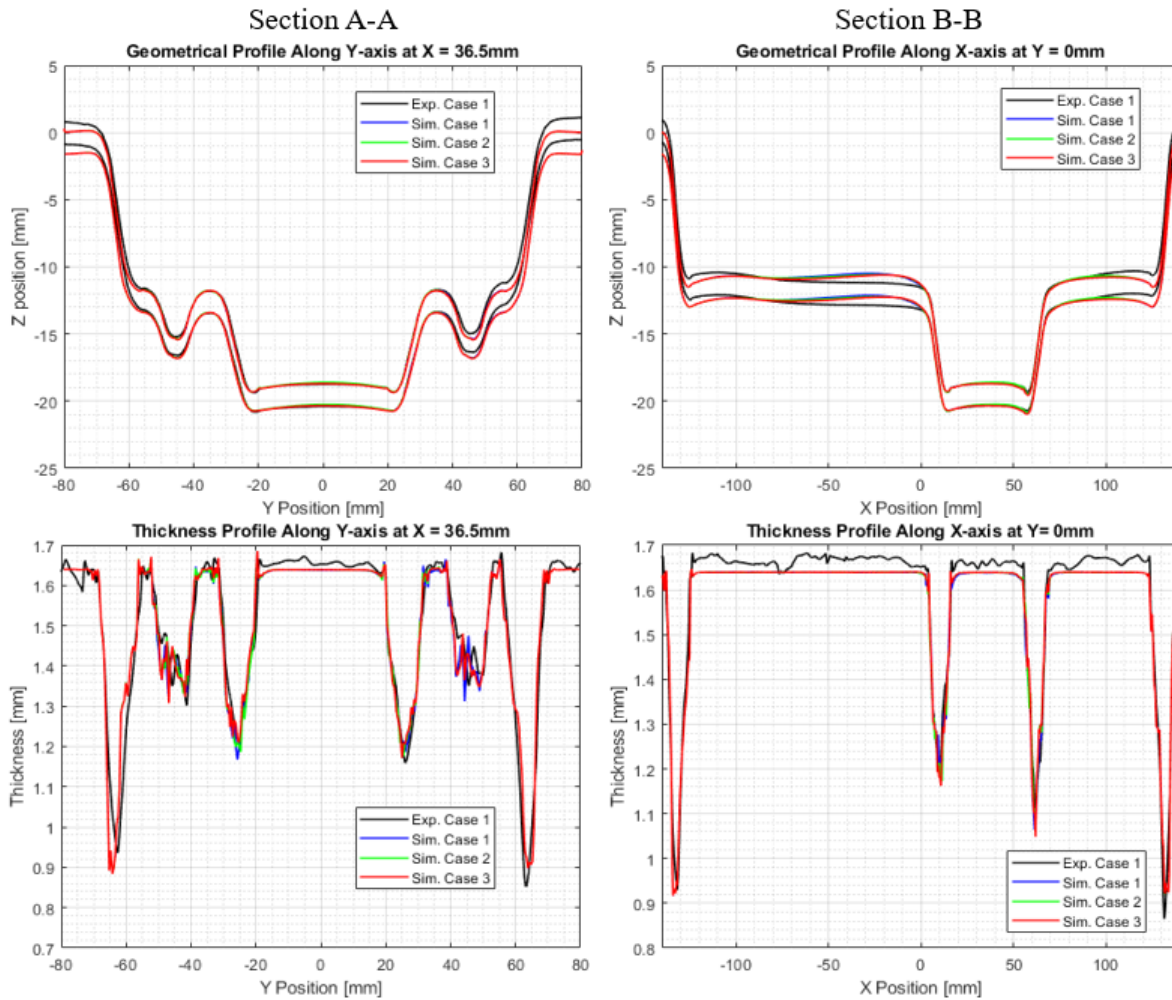 Section A-A
Geometrical Profile Along Y-axis at X = 36.5mm
5
0
-5
-10
-15
-20
-25
Z position [mm]
-80 -60 -40 -20 0 20 40 60 80
Y Position [mm]
Exp. Case 1
Sim. Case 1
Sim. Case 2
Sim. Case 3
Section B-B
Geometrical Profile Along X-axis at Y = 0mm
5
0
-5
-10
-15
-20
-25
Z position [mm]
-100 -50 0 50 100
X Position [mm]
Exp. Case 1
Sim. Case 1
Sim. Case 2
Sim. Case 3
Thickness Profile Along Y-axis at X = 36.5mm
1.7
1.6
1.5
1.4
1.3
1.2
1.1
1
0.9
0.8
0.7
Thickness [mm]
-80 -60 -40 -20 0 20 40 60 80
Y Position [mm]
Exp. Case 1
Sim. Case 1
Sim. Case 2
Sim. Case 3
Thickness Profile Along X-axis at Y= 0mm
1.7
1.6
1.5
1.4
1.3
1.2
1.1
1
0.9
0.8
Thickness [mm]
-100 -50 0 50 100
X Position [mm]
Exp. Case 1
Sim. Case 1
Sim. Case 2
Sim. Case 3